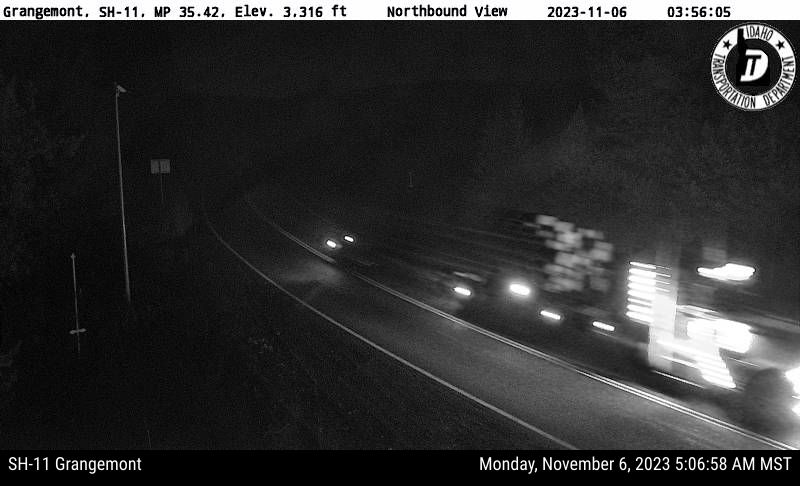 Grangemont, SH-11, MP 35.42, Elev. 3,316 ft Northbound View 2023-11-06 03:56:05
IDAHO
TRANSPORTATION DEPARTMENT
SH-11 Grangemont Monday, November 6, 2023 5:06:58 AM MST